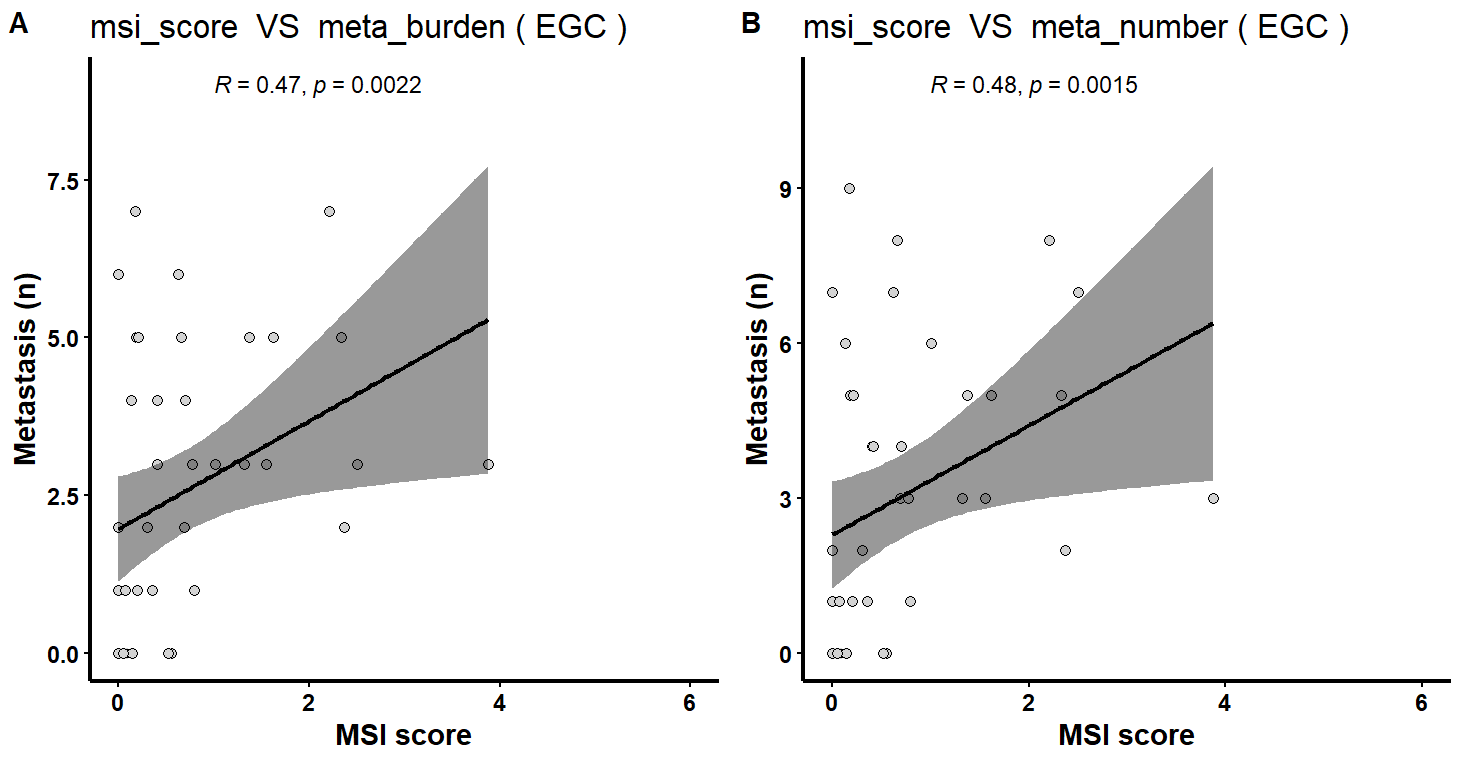 A
msi_score VS meta_burden ( EGC )
R = 0.47, p = 0.0022
Metastasis (n)
7.5
5.0
2.5
0.0
0 2 4 6
MSI score
B
msi_score VS meta_number ( EGC )
R = 0.48, p = 0.0015
Metastasis (n)
9
6
3
0
0 2 4 6
MSI score